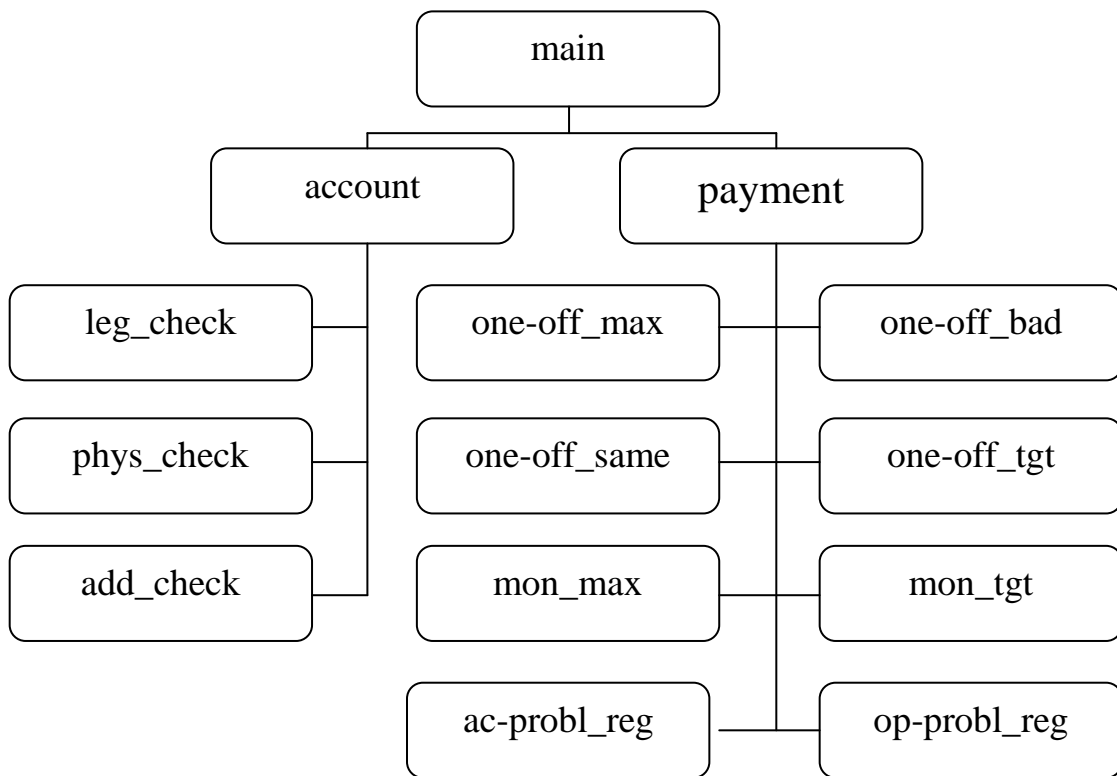 main
account
payment
leg_check
one-off_max
one-off_bad
phys_check
one-off_same
one-off_tgt
add_check
mon_max
mon_tgt
ac-probl_reg
op-probl_reg